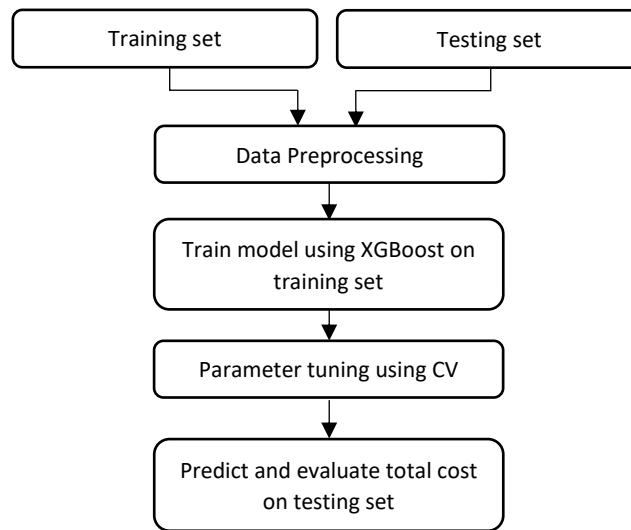 Training set
Testing set
Data Preprocessing
Train model using XGBoost on
training set
Parameter tuning using CV
Predict and evaluate total cost
on testing set